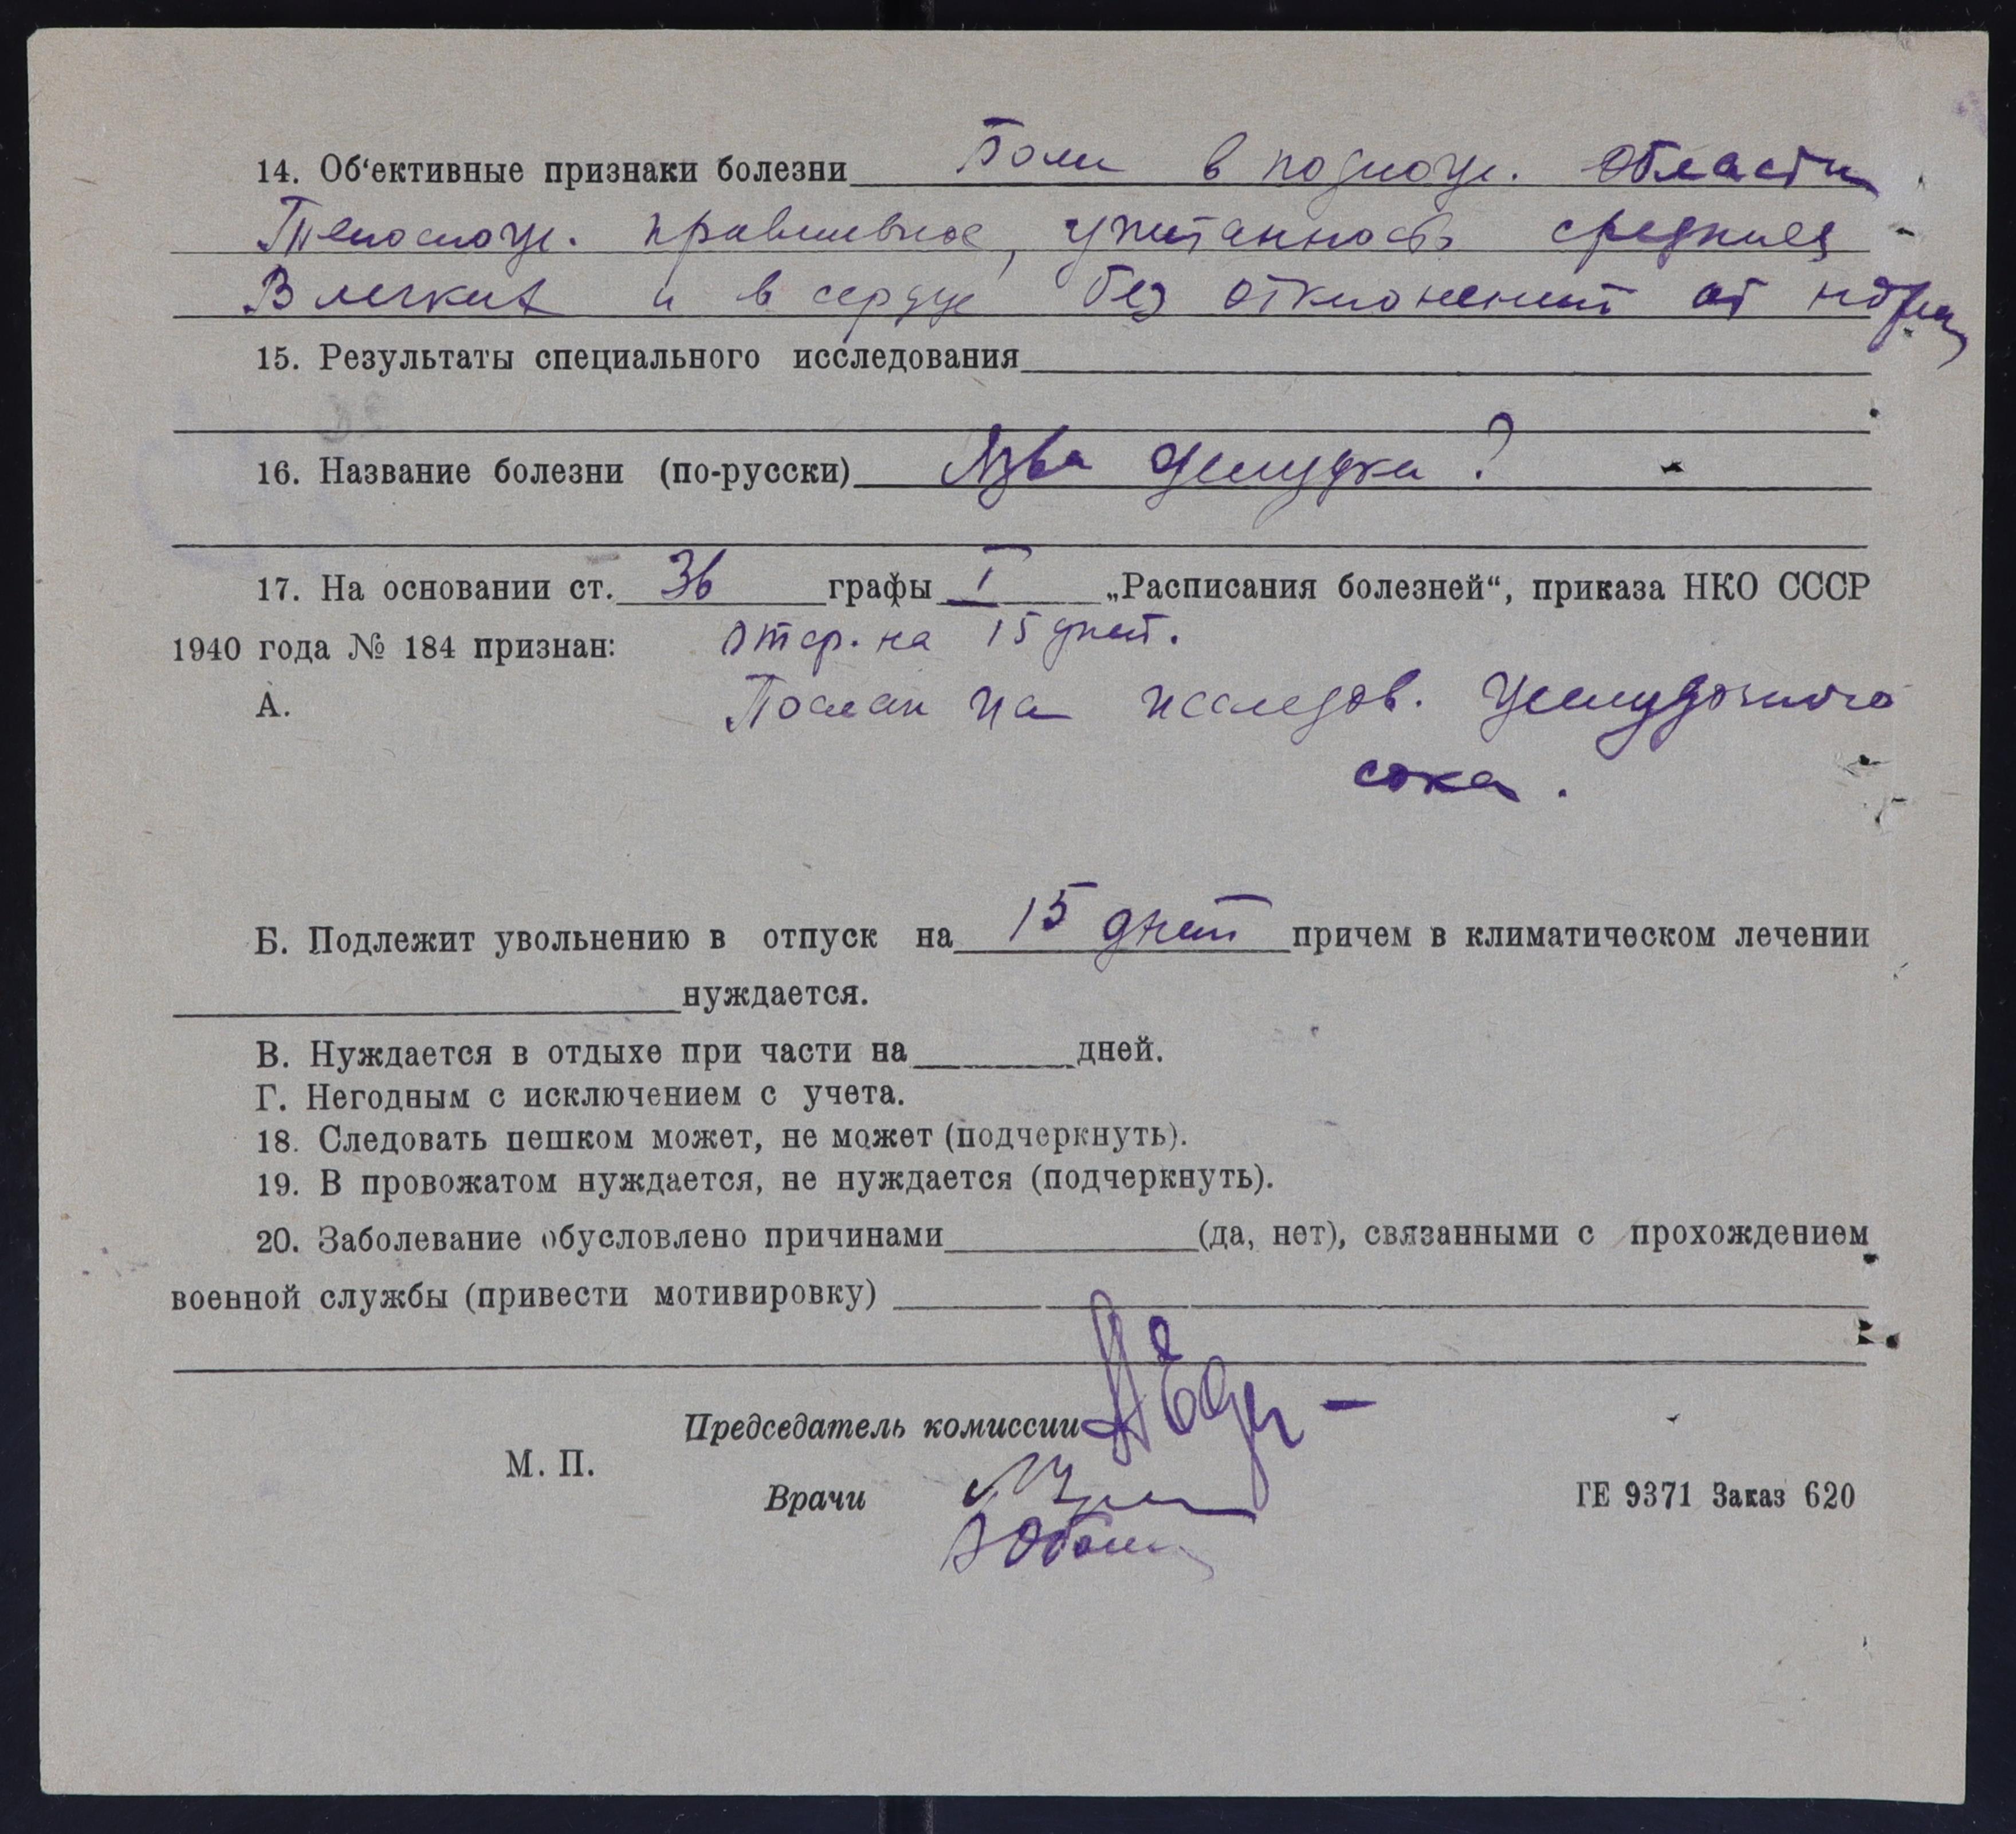 14. Об‘ективные признаки болезни Боли в подлож. области
Телослож. правильное, упитанность средняя
В легких и в сердце без отклонений от нормы
15. Результаты специального исследования
16. Название болезни (по-русски) Язва желудка ?
17. На основании ст. 36 графы I „Расписания болезней“, приказа НКО СССР
1940 года № 184 признан: Отср. на 15 дней.
А. Послан на исследов. желудочного
сока.
Б. Подлежит увольнению в отпуск на 15 дней причем в климатическом лечении
нуждается.
В. Нуждается в отдыхе при части на дней.
Г. Негодным с исключением с учета.
18. Следовать пешком может, не может (подчеркнуть).
19. В провожатом нуждается, не нуждается (подчеркнуть).
20. Заболевание обусловлено причинами (да, нет), связанными с прохождением
военной службы (привести мотивировку)
Председатель комиссии
М. П.
Врачи
ГЕ 9371 Заказ 620